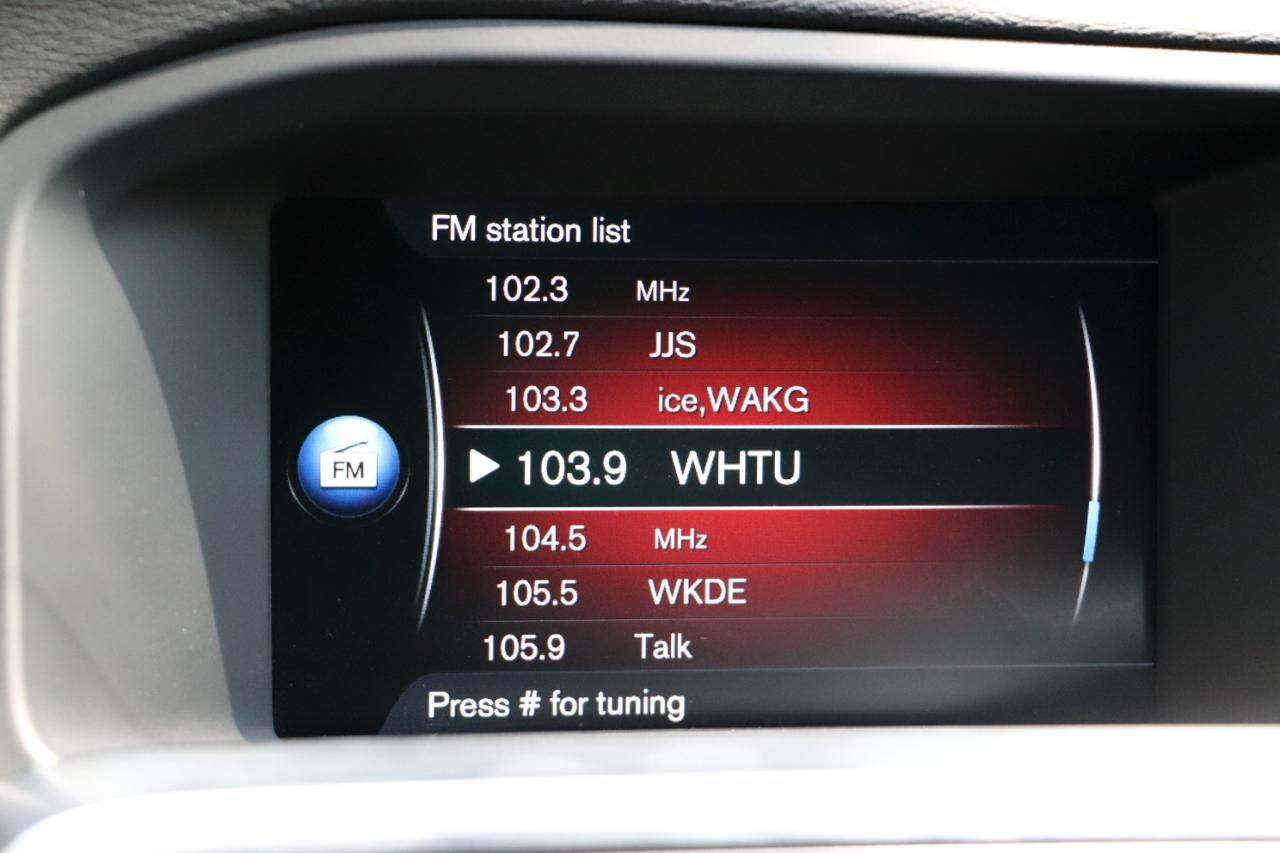 FM station list
102.3 MHz
102.7 JJS
103.3 ice,WAKG
103.9 WHTU
FM
104.5 MHz
105.5 WKDE
105.9 Talk
Press # for tuning